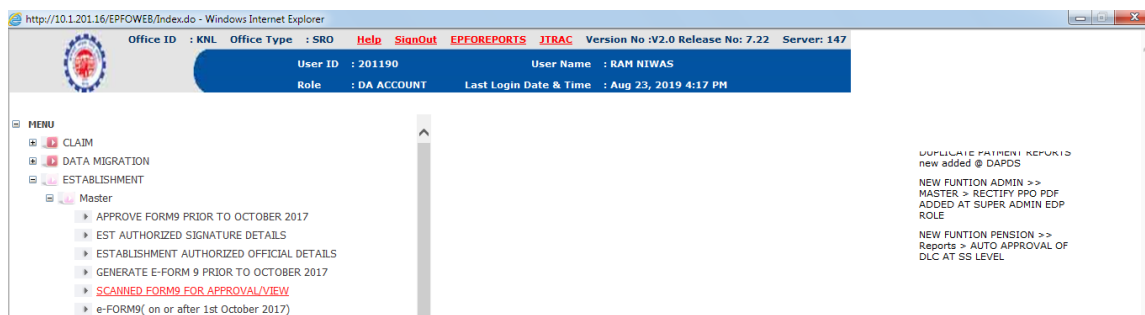 http://10.1.201.16/EPFOWEB/Index.do - Windows Internet Explorer
Office ID : KNL Office Type : SRO Help SignOut EPFOREPORTS JTRAC Version No :V2.0 Release No: 7.22 Server: 147
User ID : 201190 User Name : RAM NIWAS
Role : DA ACCOUNT Last Login Date & Time : Aug 23, 2019 4:17 PM
MENU
CLAIM
DATA MIGRATION
ESTABLISHMENT
Master
APPROVE FORM9 PRIOR TO OCTOBER 2017
EST AUTHORIZED SIGNATURE DETAILS
ESTABLISHMENT AUTHORIZED OFFICIAL DETAILS
GENERATE E-FORM 9 PRIOR TO OCTOBER 2017
SCANNED FORM9 FOR APPROVAL/VIEW
e-FORM9( on or after 1st October 2017)
DUPLICATE PAYMENT REPORTS
new added @ DAPDS
NEW FUNTION ADMIN >>
MASTER > RECTIFY PPO PDF
ADDED AT SUPER ADMIN EDP
ROLE
NEW FUNTION PENSION >>
Reports > AUTO APPROVAL OF
DLC AT SS LEVEL